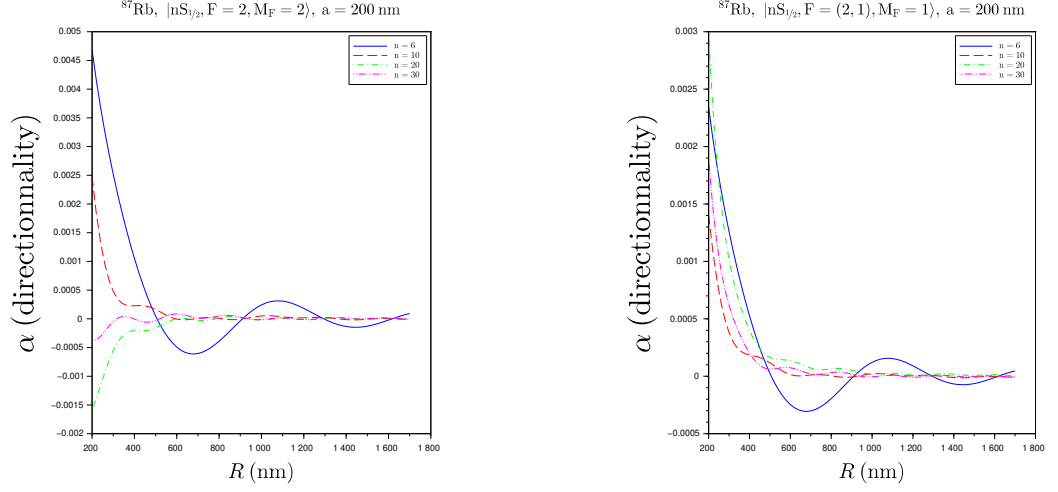 ⁸⁷Rb, |nS₁/₂, F = 2, M_F = 2⟩, a = 200 nm
0.005
0.0045
0.004
0.0035
0.003
0.0025
0.002
0.0015
0.001
0.0005
0
−0.0005
−0.001
−0.0015
−0.002
α (directionnality)
n = 6
n = 10
n = 20
n = 30
200 400 600 800 1 000 1 200 1 400 1 600 1 800
R (nm)
⁸⁷Rb, |nS₁/₂, F = (2, 1), M_F = 1⟩, a = 200 nm
0.003
0.0025
0.002
0.0015
0.001
0.0005
0
−0.0005
α (directionnality)
n = 6
n = 10
n = 20
n = 30
200 400 600 800 1 000 1 200 1 400 1 600 1 800
R (nm)